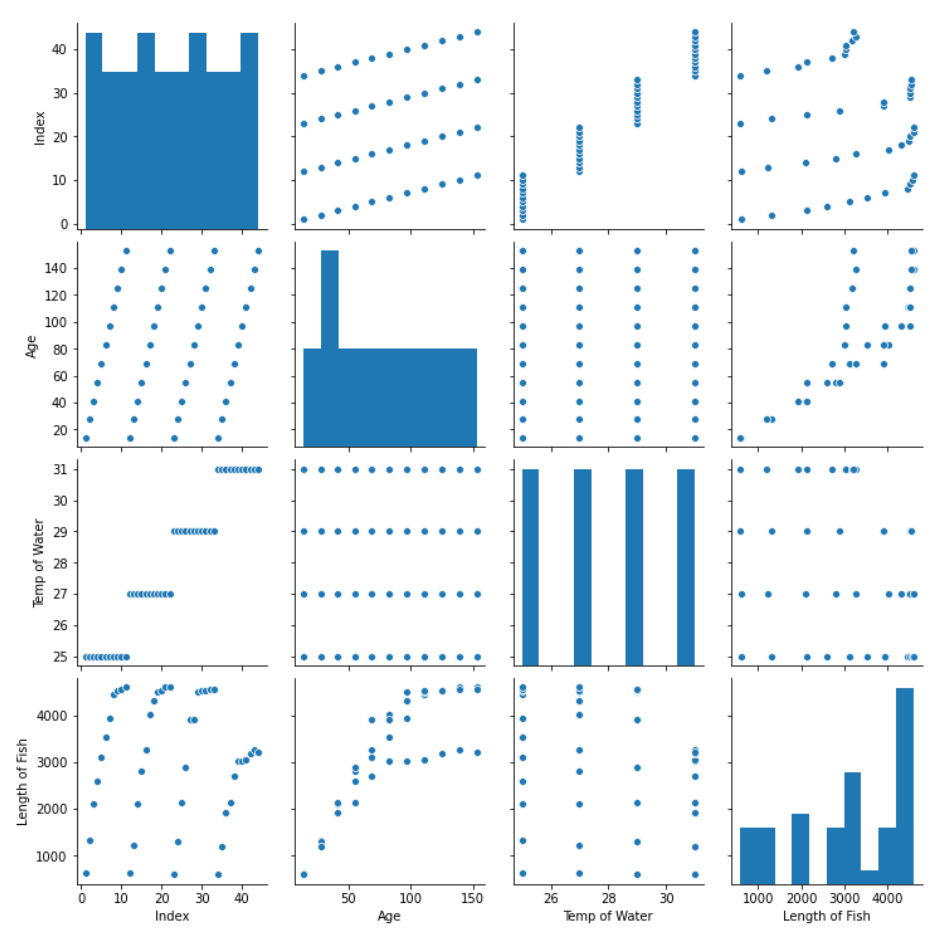 40
30
20
10
0
Index
140
120
100
80
60
40
20
Age
31
30
29
28
27
26
25
Temp of Water
4000
3000
2000
1000
Length of Fish
0 10 20 30 40
Index
50 100 150
Age
26 28 30
Temp of Water
1000 2000 3000 4000
Length of Fish